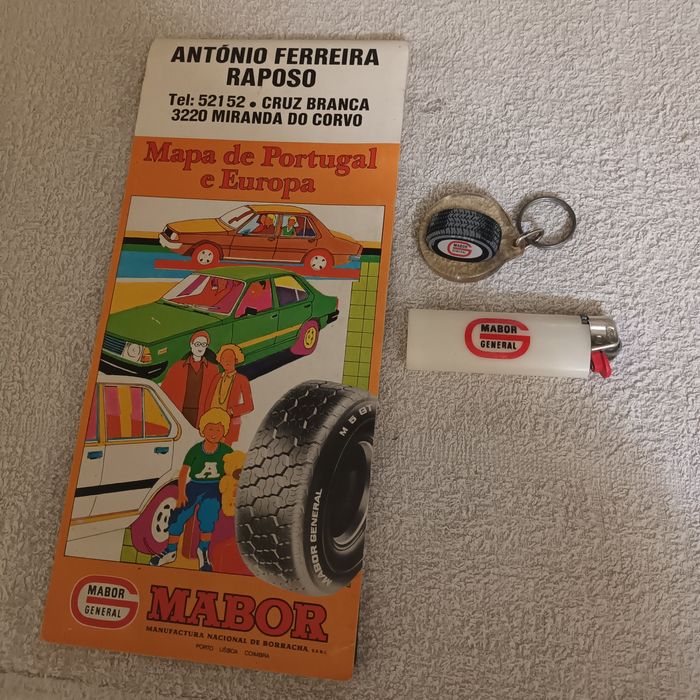 ANTÓNIO FERREIRA
RAPOSO
Tel: 52152 • CRUZ BRANCA
3220 MIRANDA DO CORVO
Mapa de Portugal
e Europa
A
M S GT
MABOR GENERAL
MABOR
GENERAL
MABOR
MANUFACTURA NACIONAL DE BORRACHA, S.A.R.L.
PORTO LISBOA COIMBRA
MABOR
GENERAL
MABOR
GENERAL